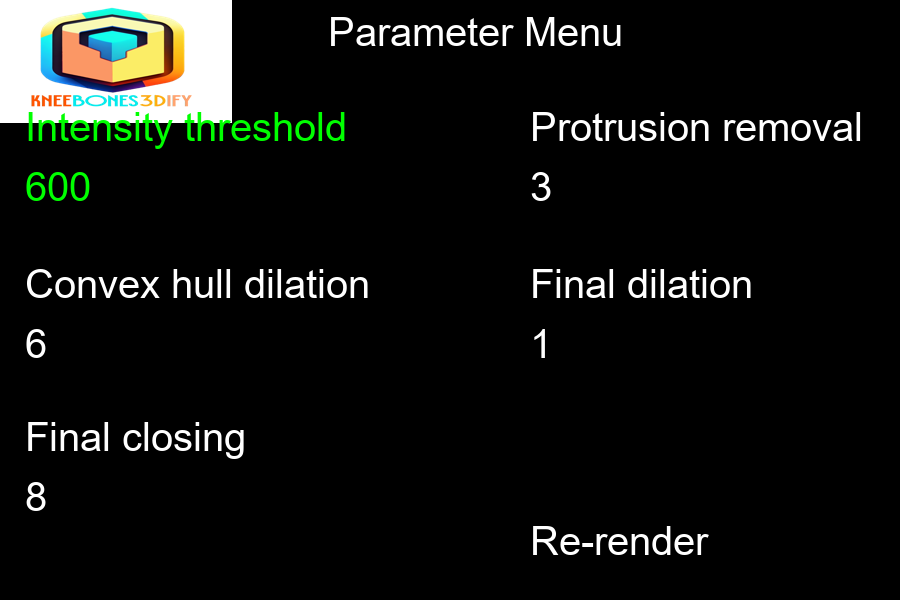 Parameter Menu
KNEEBONES3DIFY
Intensity threshold
600
Protrusion removal
3
Convex hull dilation
6
Final dilation
1
Final closing
8
Re-render